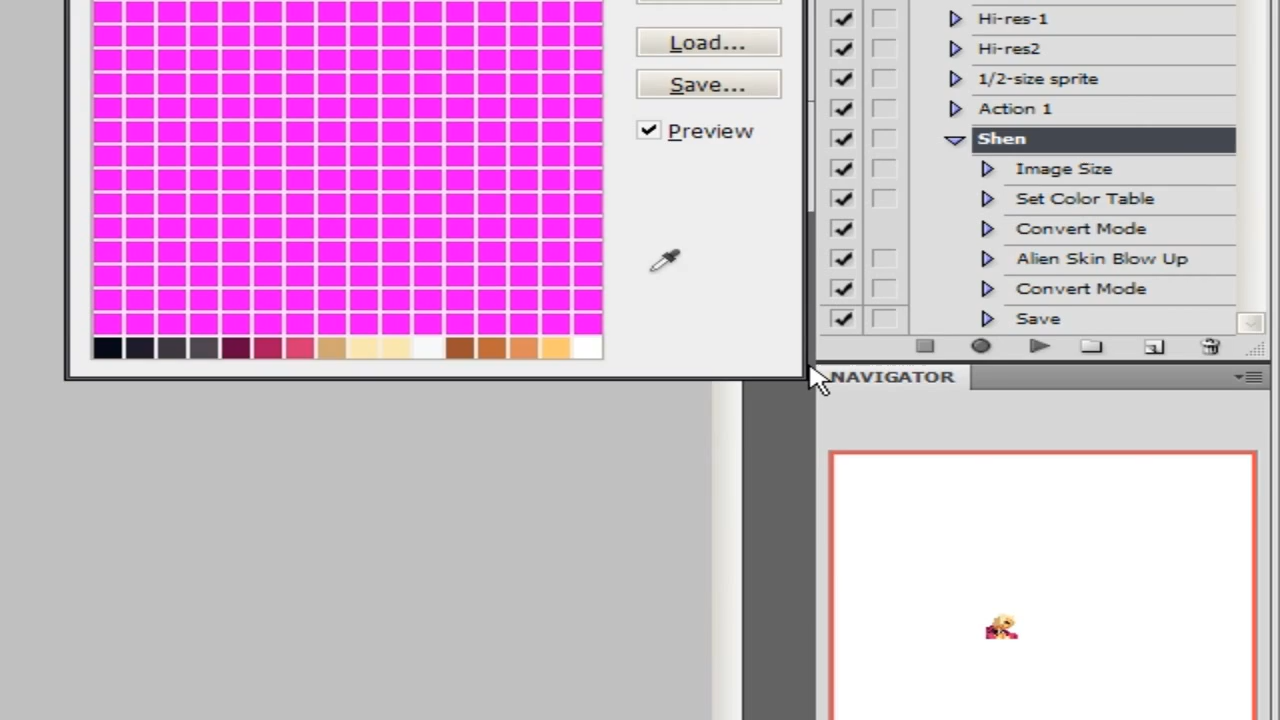 Load...
Save...
Preview
Hi-res-1
Hi-res2
1/2-size sprite
Action 1
Shen
Image Size
Set Color Table
Convert Mode
Alien Skin Blow Up
Convert Mode
Save
NAVIGATOR